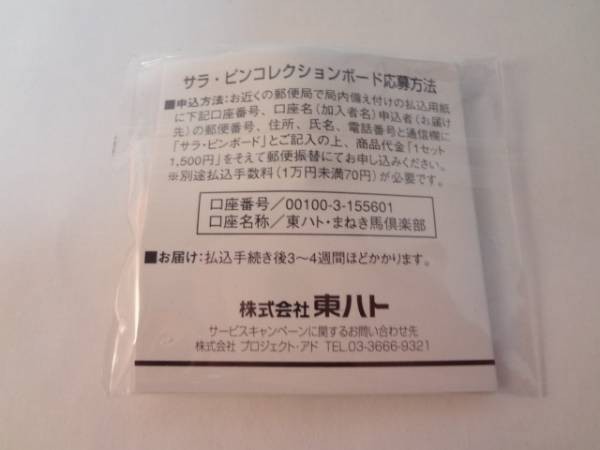 サラ・ピンコレクションボード応募方法
■申込方法：お近くの郵便局で局内備え付けの払込用紙
に下記口座番号、口座名（加入者名）申込者（お届け
先）の郵便番号、住所、氏名、電話番号と通信欄に
「サラ・ピンボード」とご記入の上、商品代金「1セット
1,500円」をそえて郵便振替にてお申し込みください。
※別途払込手数料（1万円未満70円）が必要です。
口座番号／00100-3-155601
口座名称／東ハト・まねき馬倶楽部
■お届け：払込手続き後3〜4週間ほどかかります。
株式会社 東ハト
サービスキャンペーンに関するお問い合わせ先
株式会社 プロジェクト・アド TEL.03-3666-9321